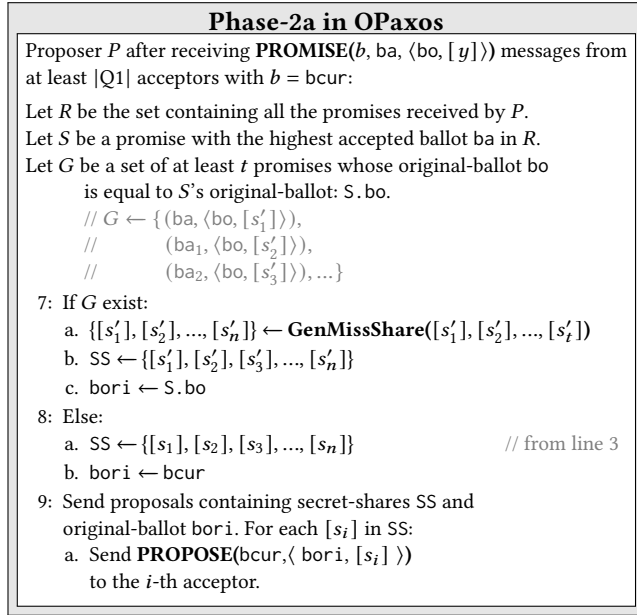 Phase-2a in OPaxos
Proposer P after receiving PROMISE(b, ba, ⟨bo, [ y]⟩) messages from
at least |Q1| acceptors with b = bcur:
Let R be the set containing all the promises received by P.
Let S be a promise with the highest accepted ballot ba in R.
Let G be a set of at least t promises whose original-ballot bo
is equal to S's original-ballot: S.bo.
// G ← {(ba, ⟨bo, [s′₁]⟩),
// (ba₁, ⟨bo, [s′₂]⟩),
// (ba₂, ⟨bo, [s′₃]⟩), ...}
7: If G exist:
a. {[s′₁], [s′₂], ..., [s′ₙ]} ← GenMissShare([s′₁], [s′₂], ..., [s′ₜ])
b. SS ← {[s′₁], [s′₂], [s′₃], ..., [s′ₙ]}
c. bori ← S.bo
8: Else:
a. SS ← {[s₁], [s₂], [s₃], ..., [sₙ]} // from line 3
b. bori ← bcur
9: Send proposals containing secret-shares SS and
original-ballot bori. For each [sᵢ] in SS:
a. Send PROPOSE(bcur,⟨ bori, [sᵢ] ⟩)
to the i-th acceptor.